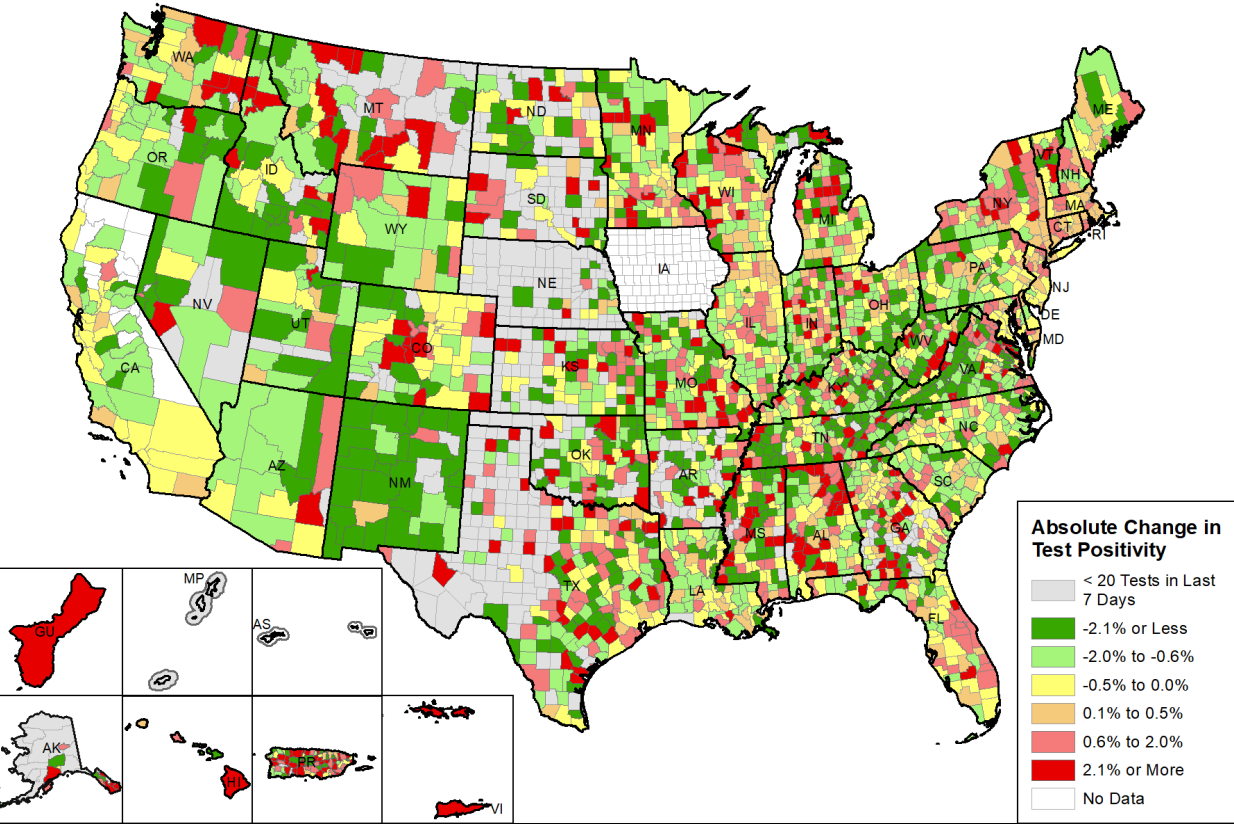 WA
MT
ND
MN
ME
OR
ID
SD
WI
MI
VT
NH
NY
MA
CT
RI
WY
NE
IA
PA
NJ
NV
UT
CO
IL
IN
OH
DE
MD
WV
VA
CA
KS
MO
KY
NC
TN
AZ
NM
OK
AR
SC
MS
AL
GA
TX
LA
FL
Absolute Change in
Test Positivity
< 20 Tests in Last
7 Days
-2.1% or Less
-2.0% to -0.6%
-0.5% to 0.0%
0.1% to 0.5%
0.6% to 2.0%
2.1% or More
No Data
GU
MP
AS
AK
HI
PR
VI